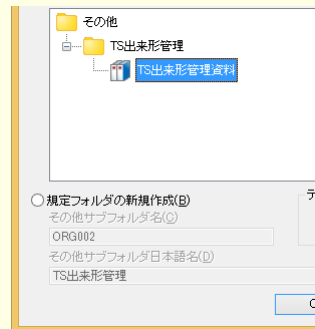 その他
TS出来形管理
TS出来形管理資料
規定フォルダの新規作成(B)
その他サブフォルダ名(C)
ORG002
その他サブフォルダ日本語名(D)
TS出来形管理